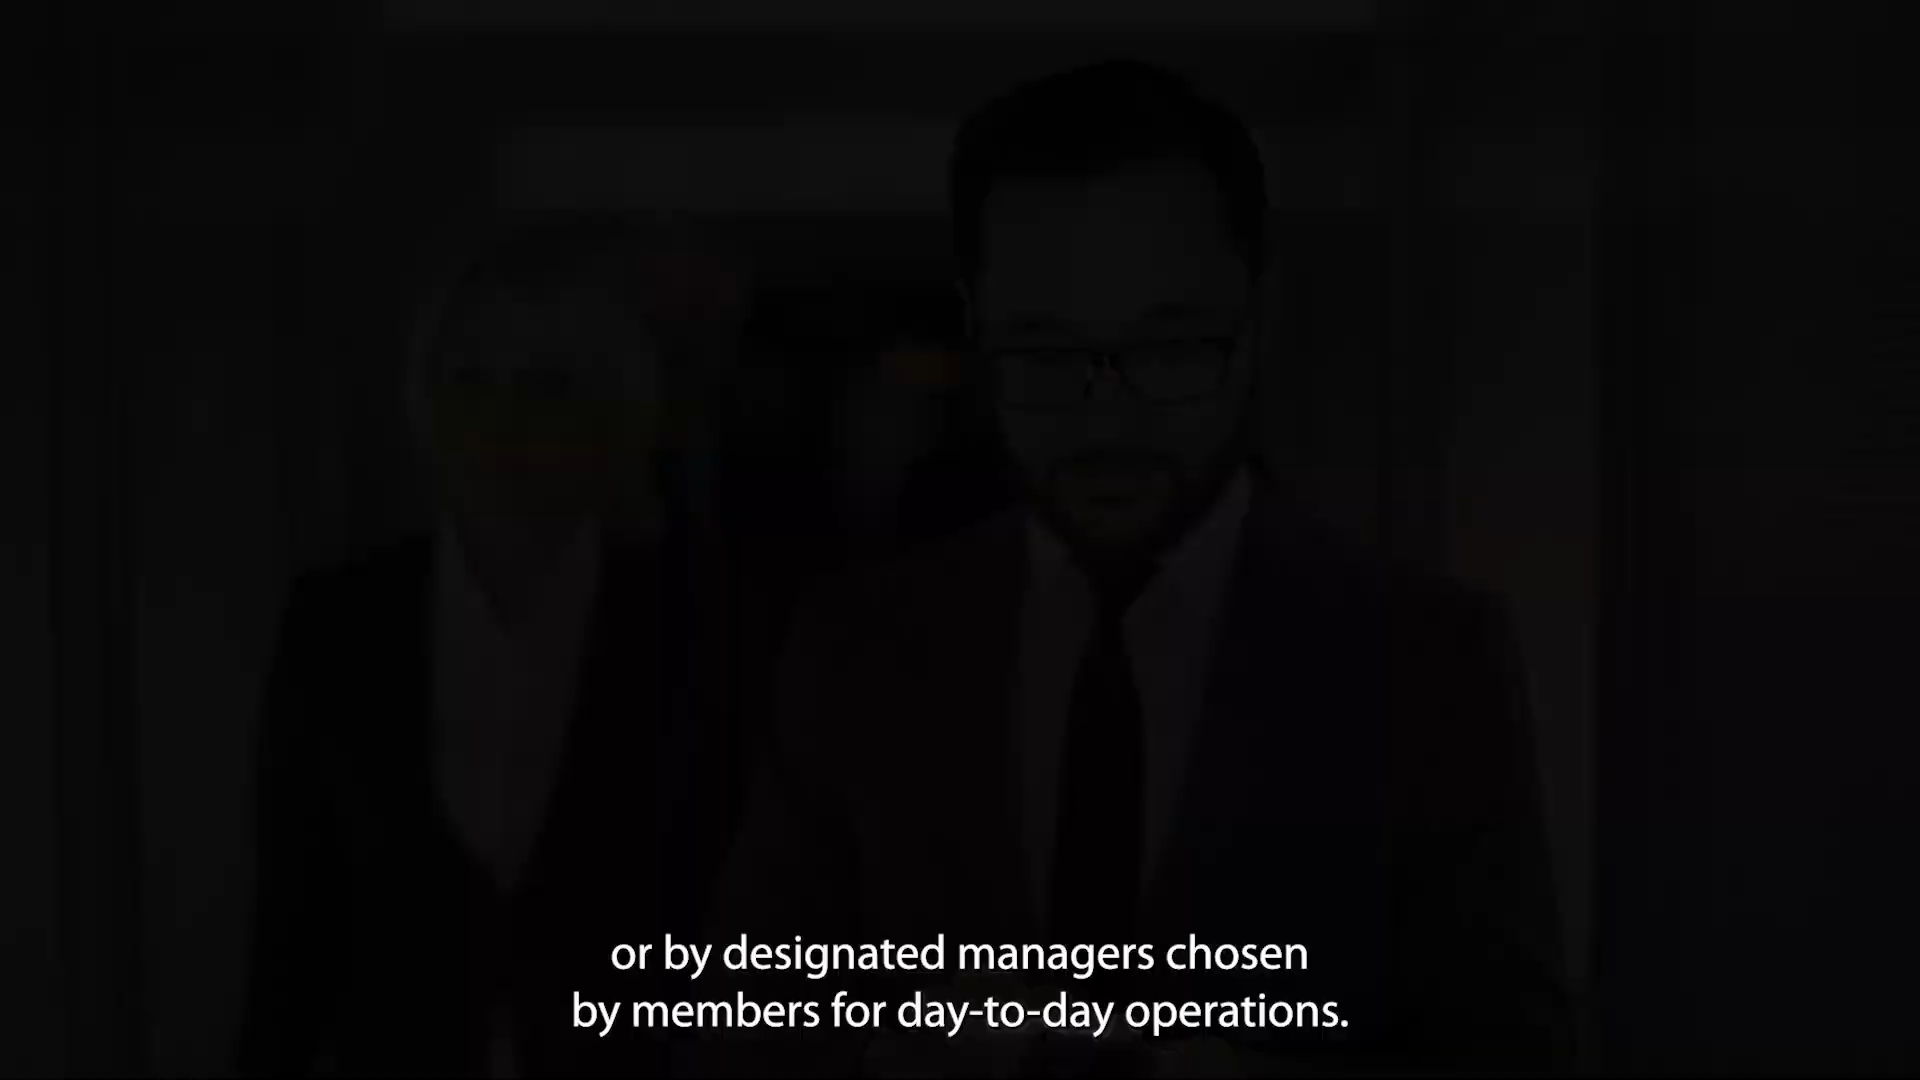 or by designated managers chosen
by members for day-to-day operations.